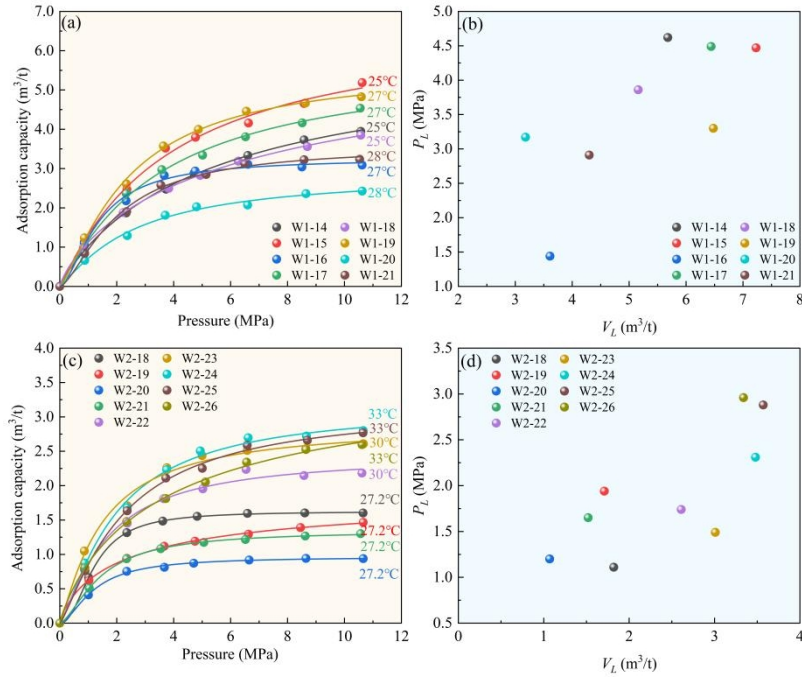 (a)
7.0
6.0
5.0
4.0
3.0
2.0
1.0
0.0
Adsorption capacity (m³/t)
25℃
27℃
27℃
25℃
25℃
28℃
27℃
28℃
W1-14 W1-18
W1-15 W1-19
W1-16 W1-20
W1-17 W1-21
0 2 4 6 8 10 12
Pressure (MPa)
(b)
5.0
4.5
4.0
3.5
3.0
2.5
2.0
1.5
1.0
P_L (MPa)
W1-14 W1-18
W1-15 W1-19
W1-16 W1-20
W1-17 W1-21
2 3 4 5 6 7 8
V_L (m³/t)
(c)
4.0
3.5
3.0
2.5
2.0
1.5
1.0
0.5
0.0
Adsorption capacity (m³/t)
W2-18 W2-23
W2-19 W2-24
W2-20 W2-25
W2-21 W2-26
W2-22
33℃
33℃
30℃
33℃
30℃
27.2℃
27.2℃
27.2℃
27.2℃
0 2 4 6 8 10 12
Pressure (MPa)
(d)
3.5
3.0
2.5
2.0
1.5
1.0
0.5
0.0
P_L (MPa)
W2-18 W2-23
W2-19 W2-24
W2-20 W2-25
W2-21 W2-26
W2-22
0 1 2 3 4
V_L (m³/t)